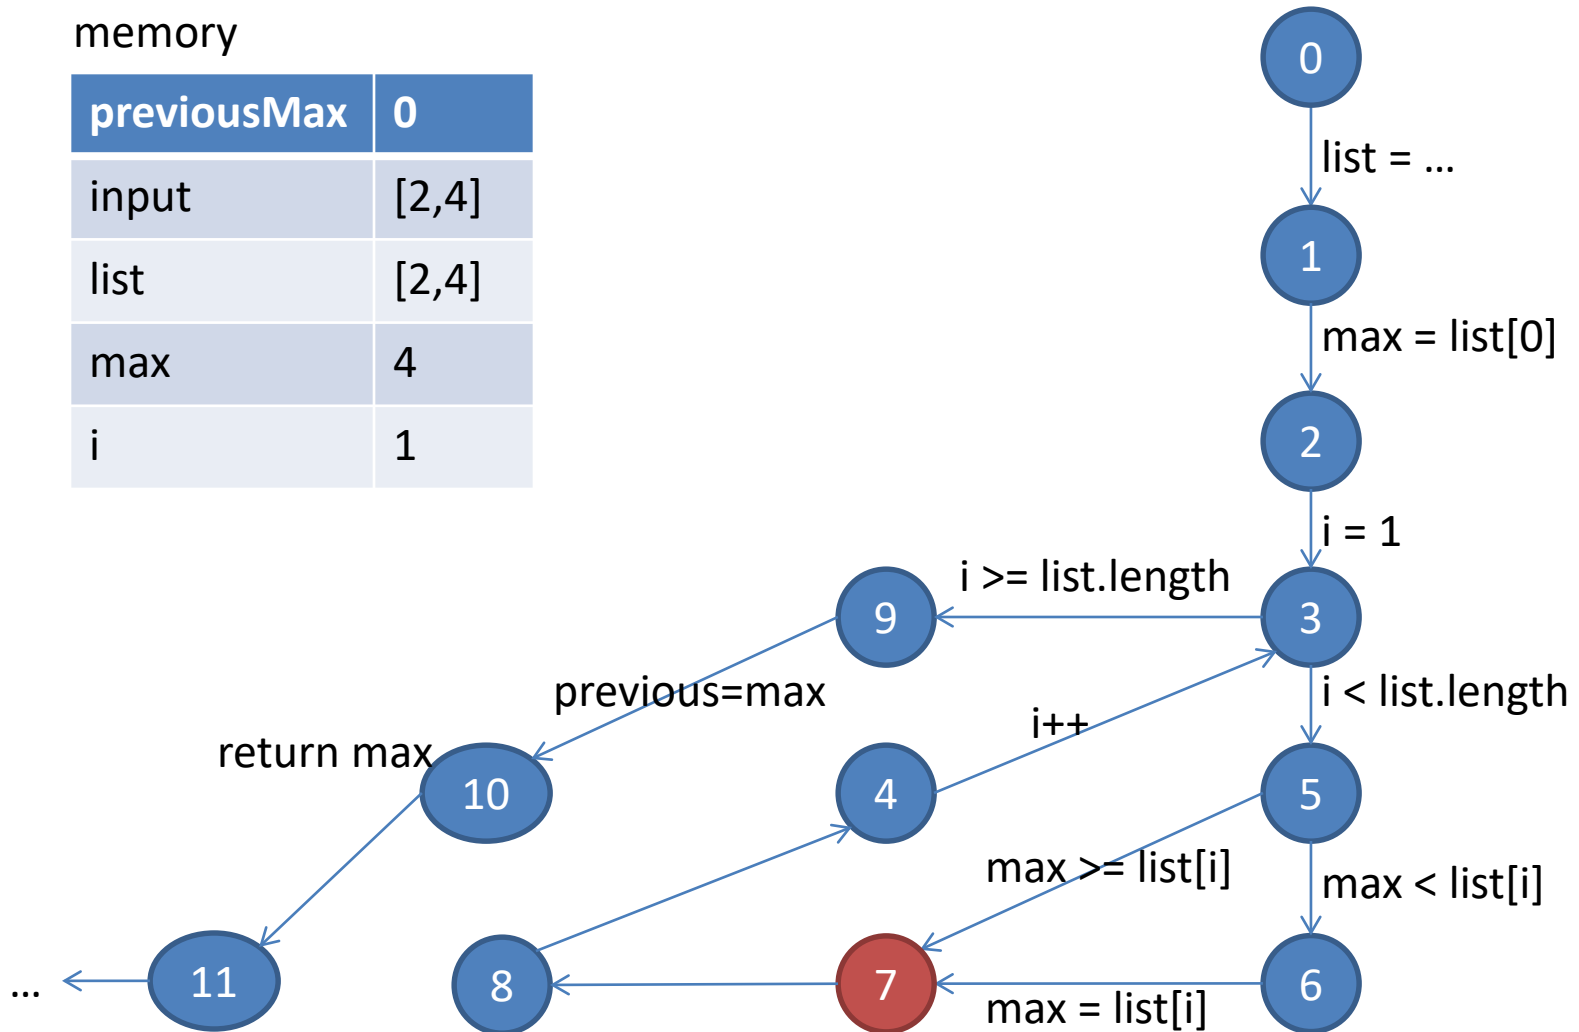 memory
previousMax 0
input [2,4]
list [2,4]
max 4
i 1
0
list = ...
1
max = list[0]
2
i = 1
i >= list.length
9
3
previous=max
i++
i < list.length
return max
10
4
5
max >= list[i]
max < list[i]
...
11
8
7
6
max = list[i]